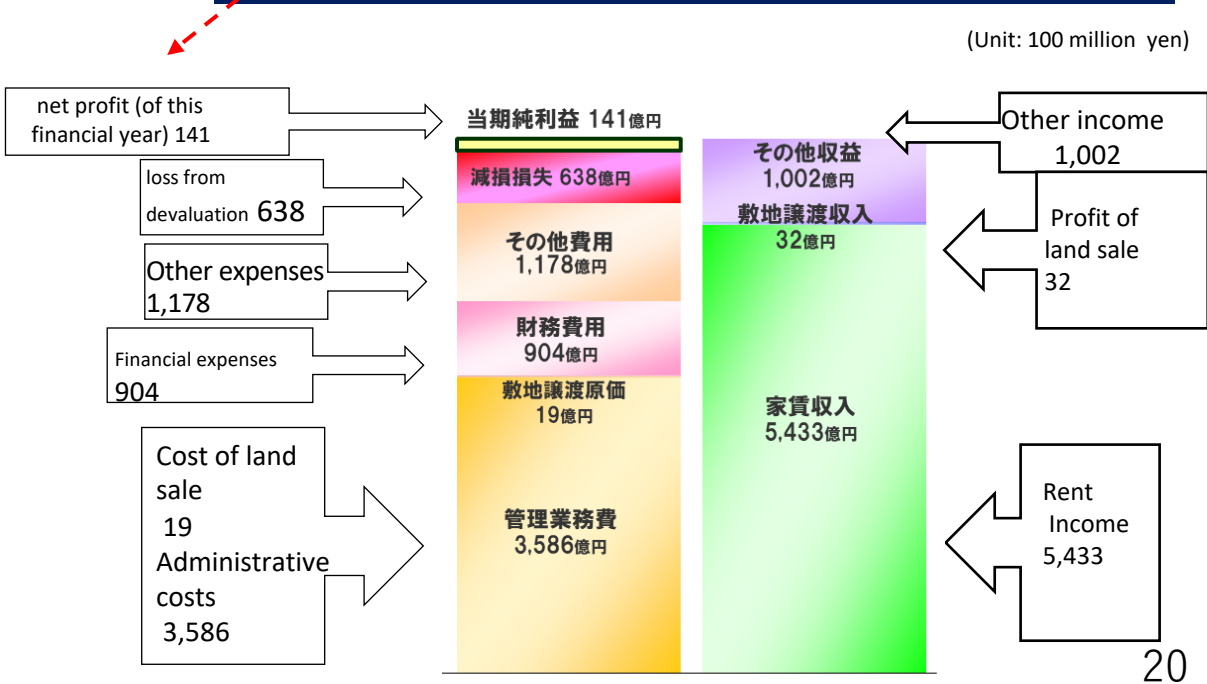 (Unit: 100 million  yen)
net profit (of this
financial year) 141
loss from
devaluation 638
Other expenses
1,178
Financial expenses
904
Cost of land
sale
19
Administrative
costs
3,586
当期純利益 141億円
減損損失 638億円
その他費用
1,178億円
財務費用
904億円
敷地譲渡原価
19億円
管理業務費
3,586億円
その他収益
1,002億円
敷地譲渡収入
32億円
家賃収入
5,433億円
Other income
1,002
Profit of
land sale
32
Rent
Income
5,433
20